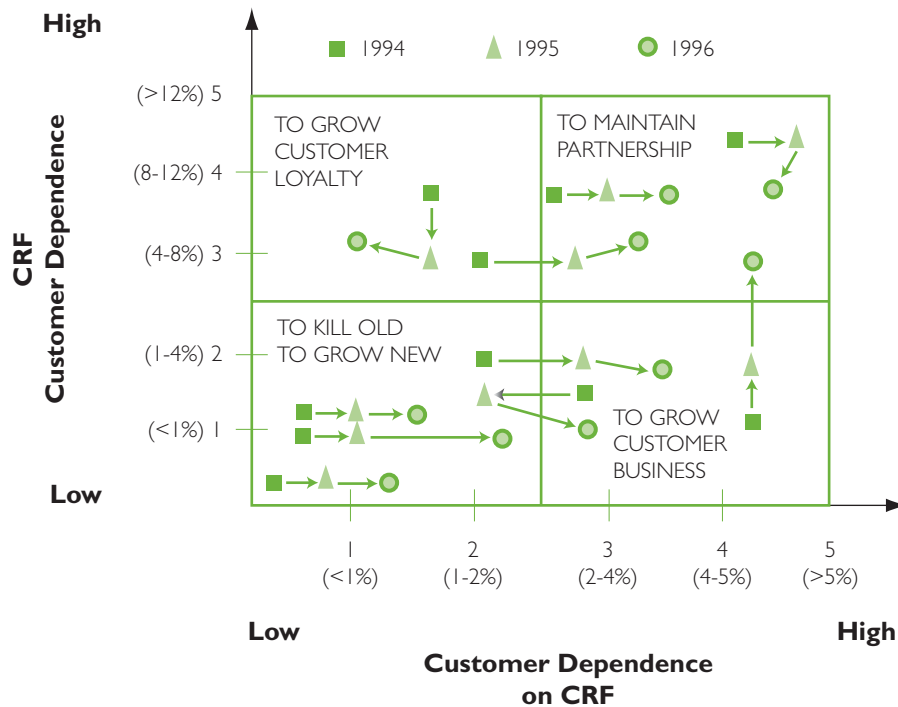 High
1994
1995
1996
(>12%) 5
TO GROW
CUSTOMER
LOYALTY
TO MAINTAIN
PARTNERSHIP
(8-12%) 4
(4-8%) 3
CRF
Customer Dependence
TO KILL OLD
TO GROW NEW
(1-4%) 2
(<1%) 1
TO GROW
CUSTOMER
BUSINESS
Low
1
2
3
4
5
(<1%)
(1-2%)
(2-4%)
(4-5%)
(>5%)
Low
High
Customer Dependence
on CRF